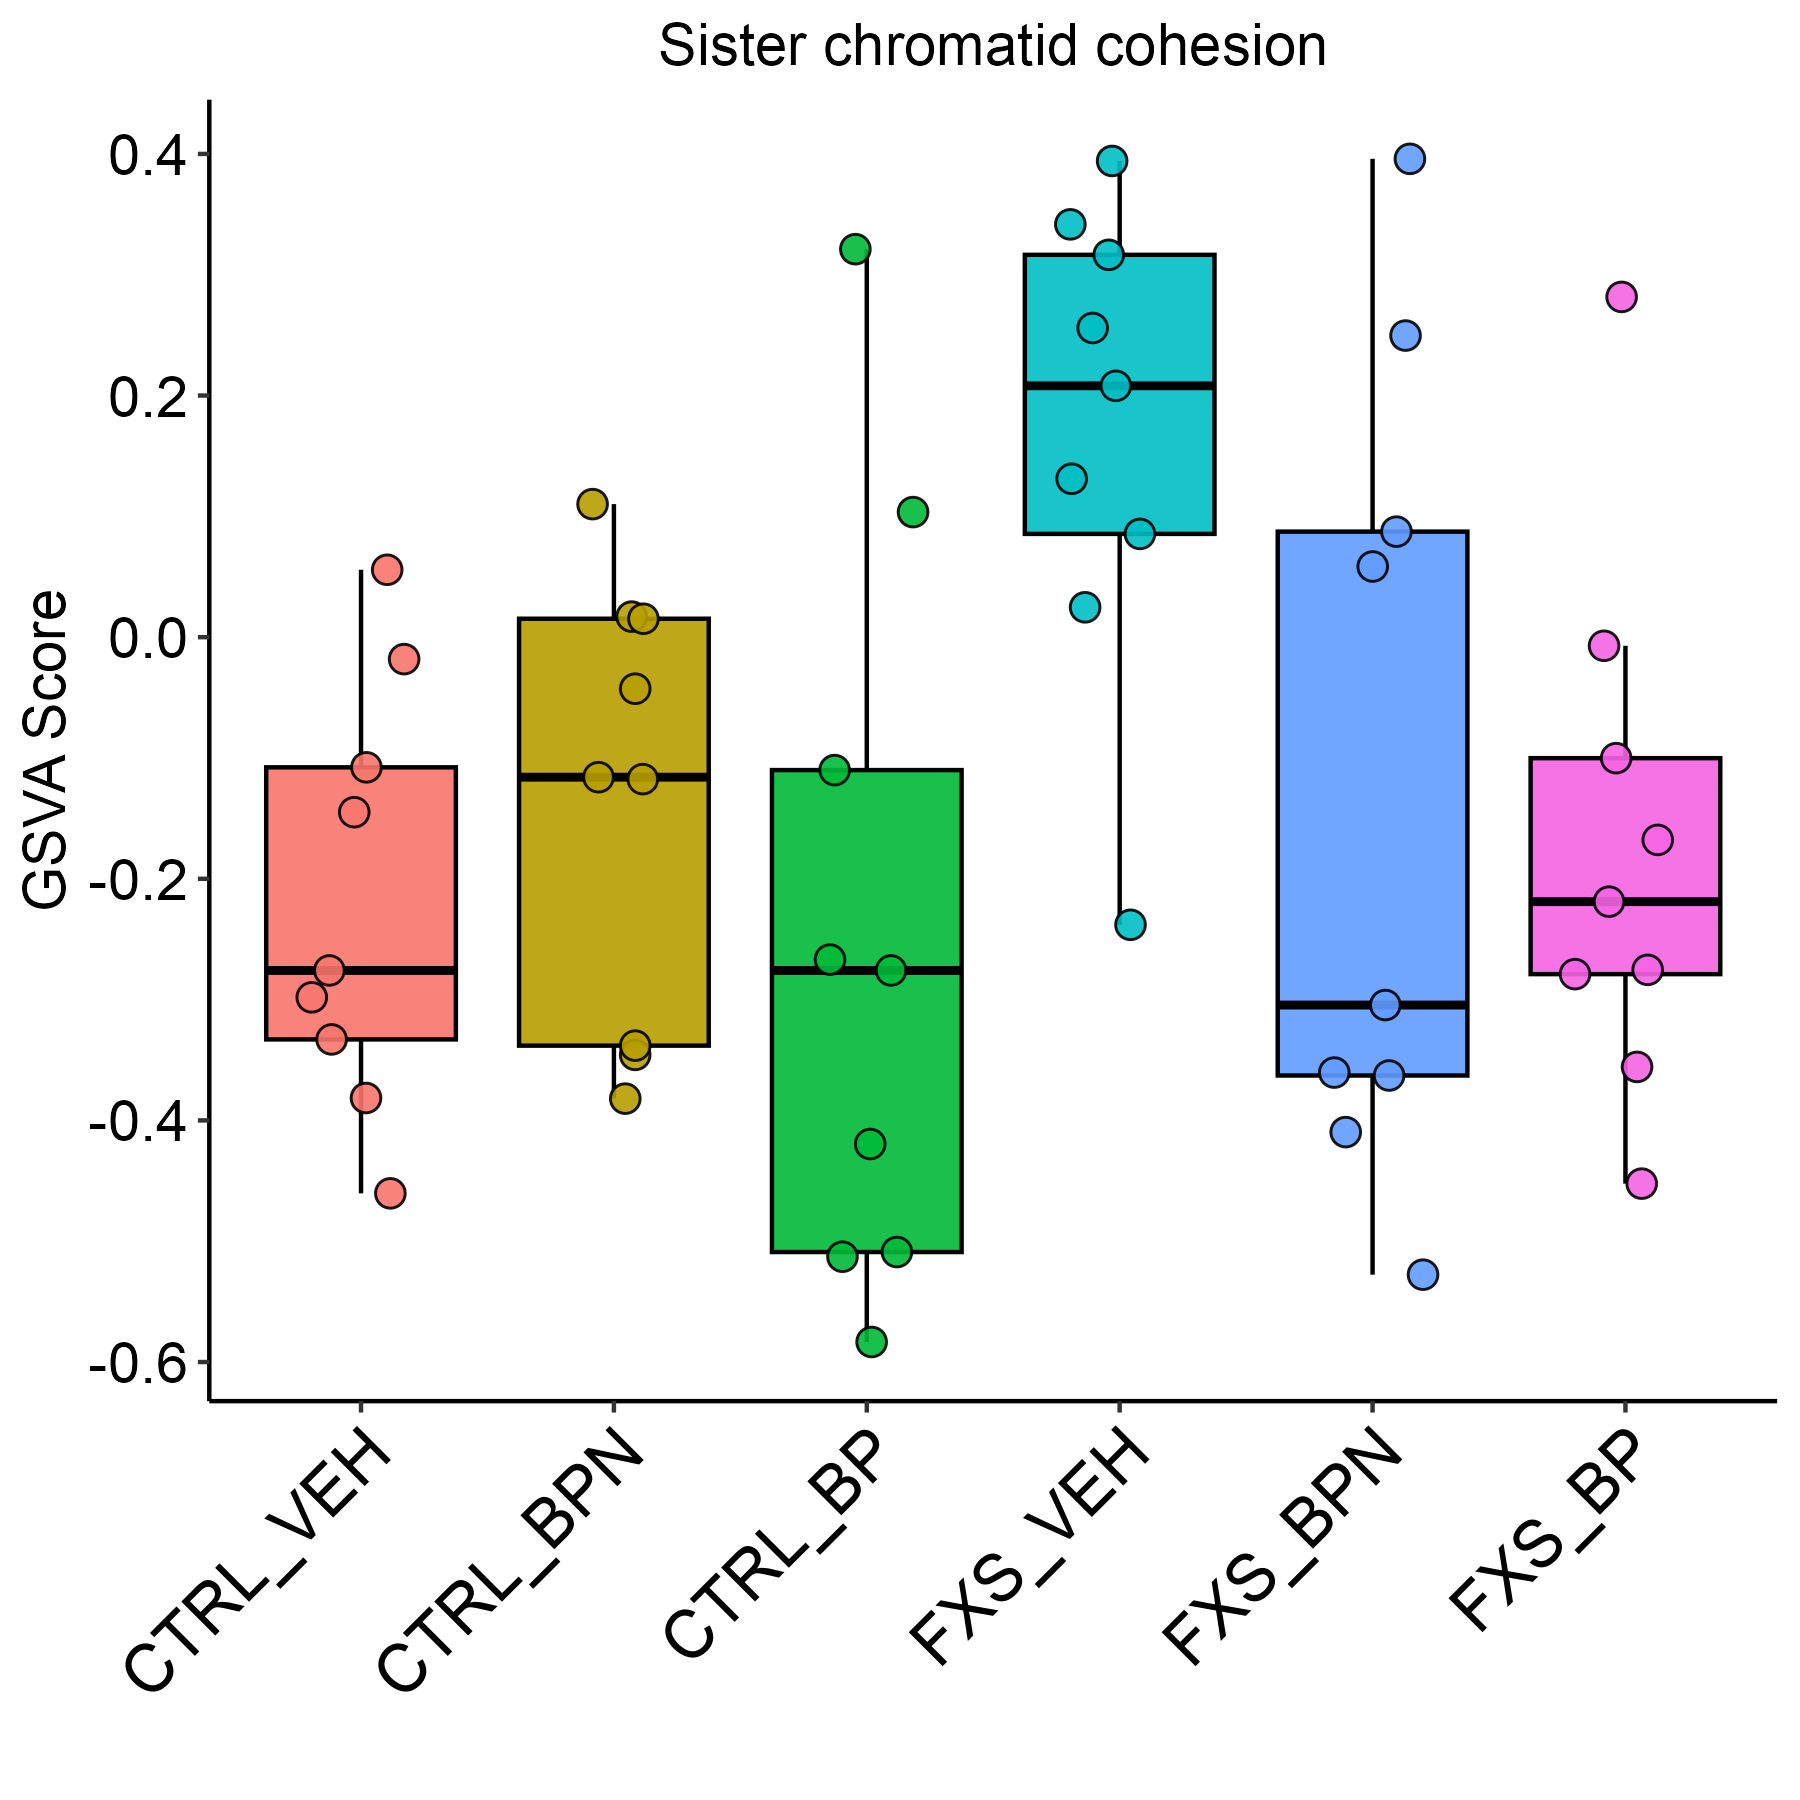 Sister chromatid cohesion
GSVA Score
0.4
0.2
0.0
-0.2
-0.4
-0.6
CTRL_VEH
CTRL_BPN
CTRL_BP
FXS_VEH
FXS_BPN
FXS_BP